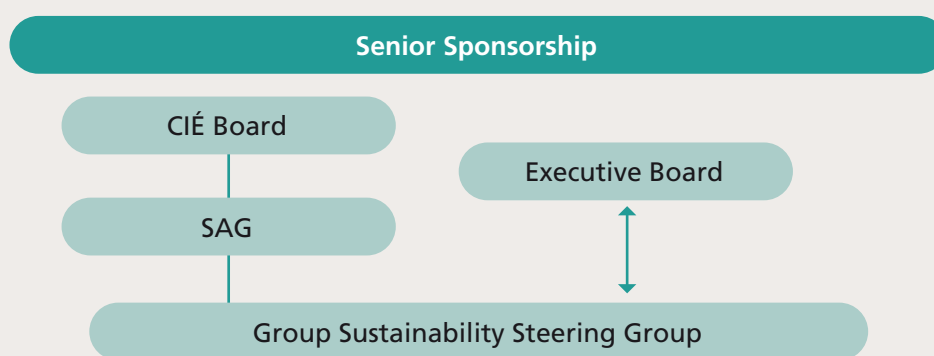 Senior Sponsorship
CIÉ Board
Executive Board
SAG
Group Sustainability Steering Group